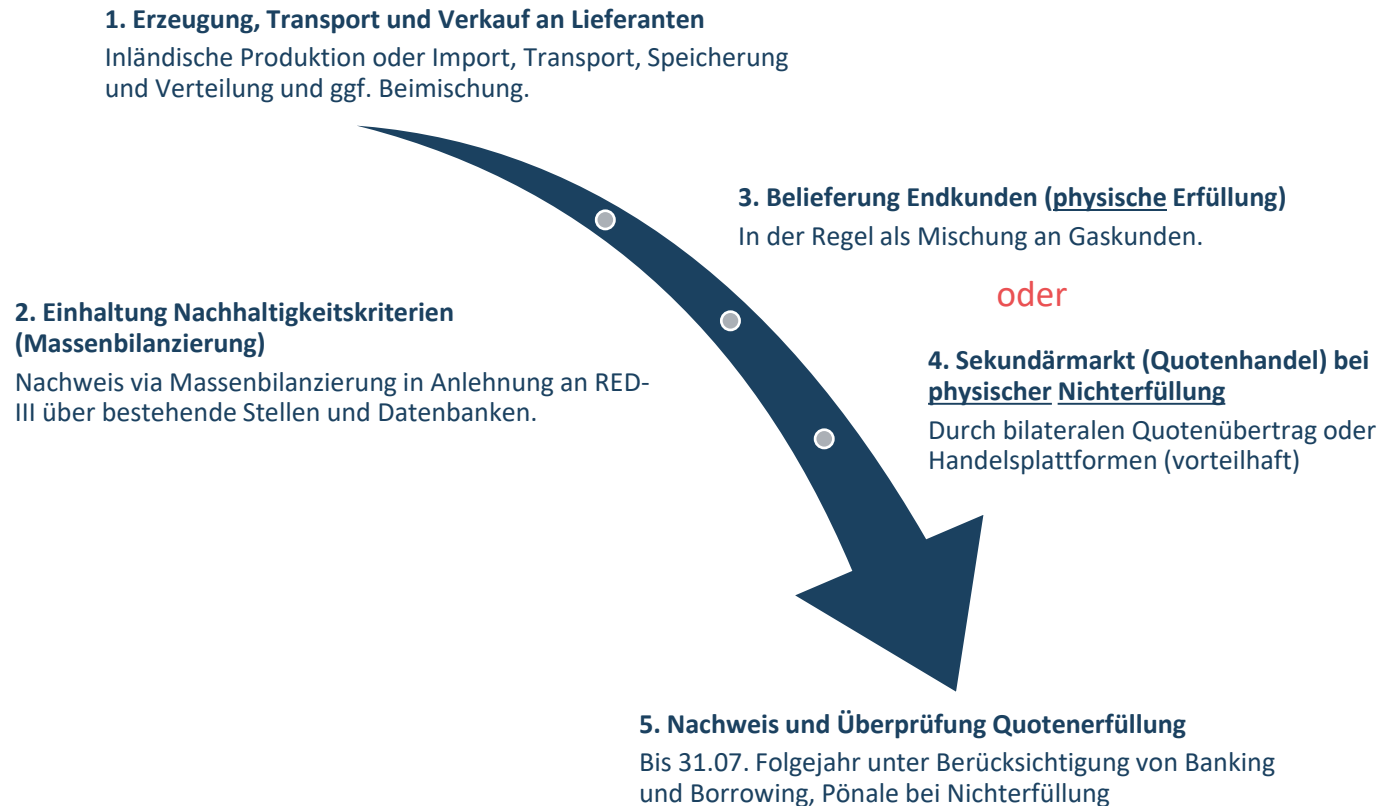 1. Erzeugung, Transport und Verkauf an Lieferanten
Inländische Produktion oder Import, Transport, Speicherung
und Verteilung und ggf. Beimischung.
2. Einhaltung Nachhaltigkeitskriterien
(Massenbilanzierung)
Nachweis via Massenbilanzierung in Anlehnung an RED-
III über bestehende Stellen und Datenbanken.
3. Belieferung Endkunden (physische Erfüllung)
In der Regel als Mischung an Gaskunden.
oder
4. Sekundärmarkt (Quotenhandel) bei
physischer Nichterfüllung
Durch bilateralen Quotenübertrag oder
Handelsplattformen (vorteilhaft)
5. Nachweis und Überprüfung Quotenerfüllung
Bis 31.07. Folgejahr unter Berücksichtigung von Banking
und Borrowing, Pönale bei Nichterfüllung